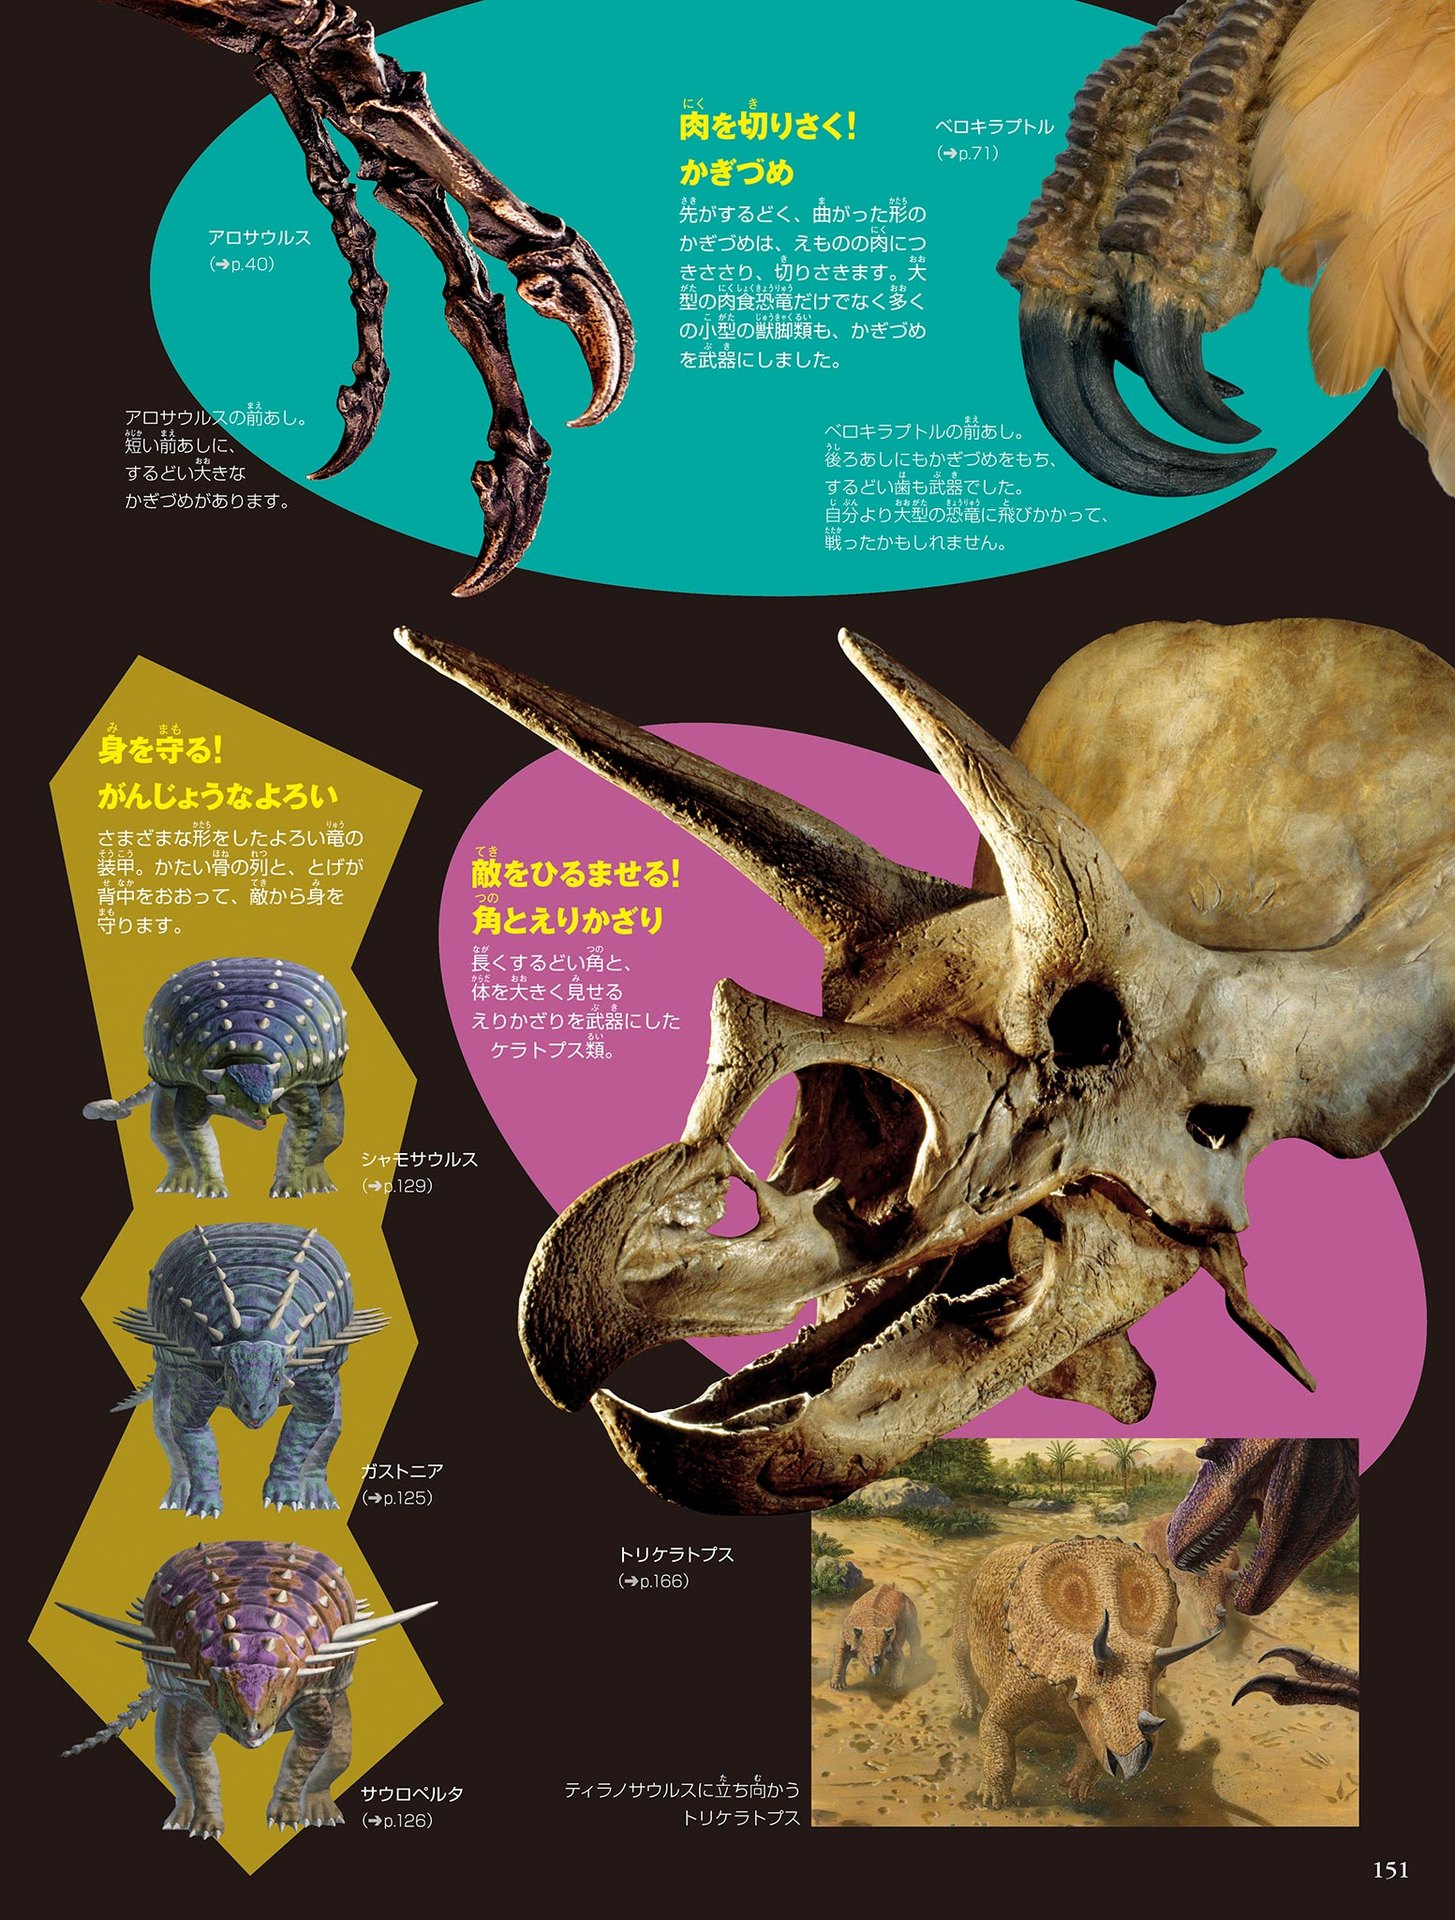 肉を切りさく!
かぎづめ
先がするどく、曲がった形の
かぎづめは、えものの肉につ
きささり、切りさきます。大
型の肉食恐竜だけでなく多く
の小型の獣脚類も、かぎづめ
を武器にしました。
アロサウルス
(➔p.40)
アロサウルスの前あし。
短い前あしに、
するどい大きな
かぎづめがあります。
ベロキラプトル
(➔p.71)
ベロキラプトルの前あし。
後ろあしにもかぎづめをもち、
するどい歯も武器でした。
自分より大型の恐竜に飛びかかって、
戦ったかもしれません。
身を守る!
がんじょうなよろい
さまざまな形をしたよろい竜の
装甲。かたい骨の列と、とげが
背中をおおって、敵から身を
守ります。
シャモサウルス
(➔p.129)
ガストニア
(➔p.125)
サウロペルタ
(➔p.126)
敵をひるませる!
角とえりかざり
長くするどい角と、
体を大きく見せる
えりかざりを武器にした
ケラトプス類。
トリケラトプス
(➔p.166)
ティラノサウルスに立ち向かう
トリケラトプス
151